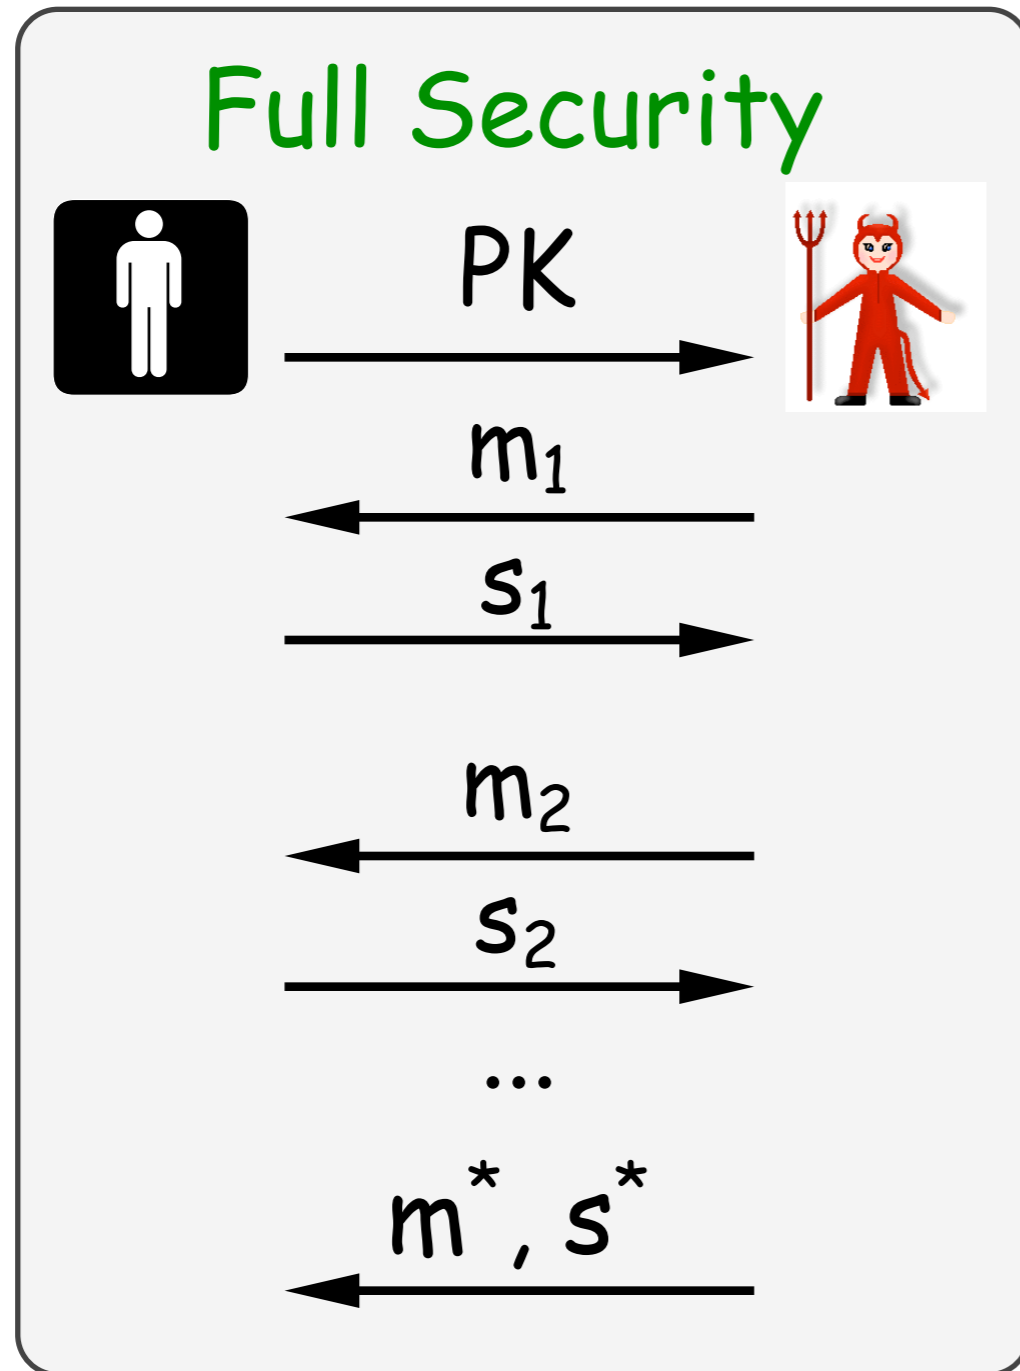 Full Security
PK
m₁
s₁
m₂
s₂
...
m*, s*